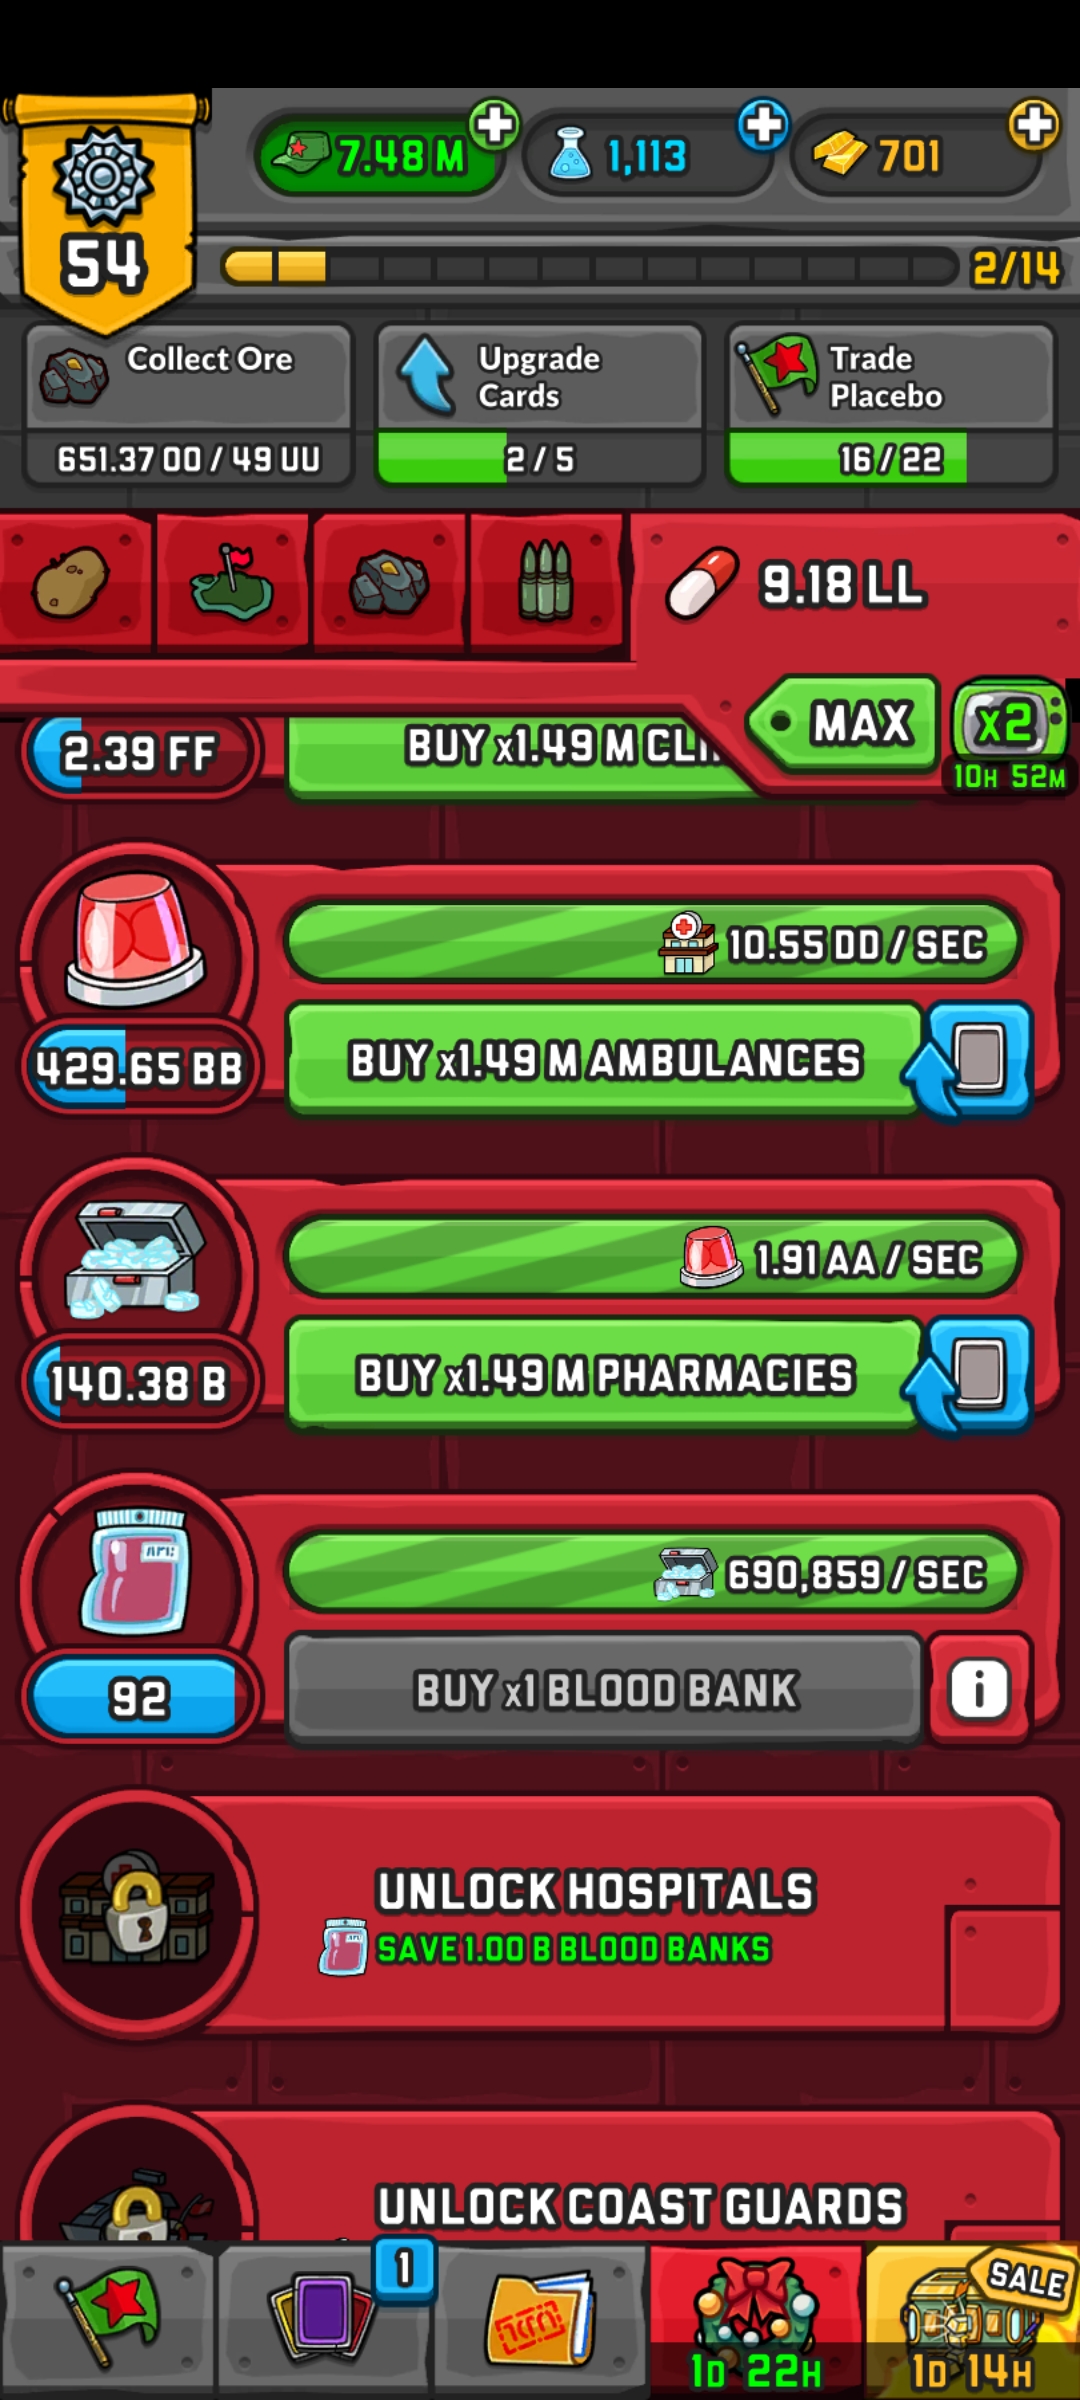 54
7.48 M
1,113
701
2/14
Collect Ore
651.37 OO / 49 UU
Upgrade
Cards
2 / 5
Trade
Placebo
16 / 22
9.18 LL
MAX
X2
10H 52M
2.39 FF
BUY x1.49 M
10.55 DD / SEC
429.65 BB
BUY x1.49 M AMBULANCES
1.91 AA / SEC
140.38 B
BUY x1.49 M PHARMACIES
690,859 / SEC
92
BUY x1 BLOOD BANK
i
UNLOCK HOSPITALS
SAVE 1.00 B BLOOD BANKS
UNLOCK COAST GUARDS
1
SALE
1D 22H
1D 14H